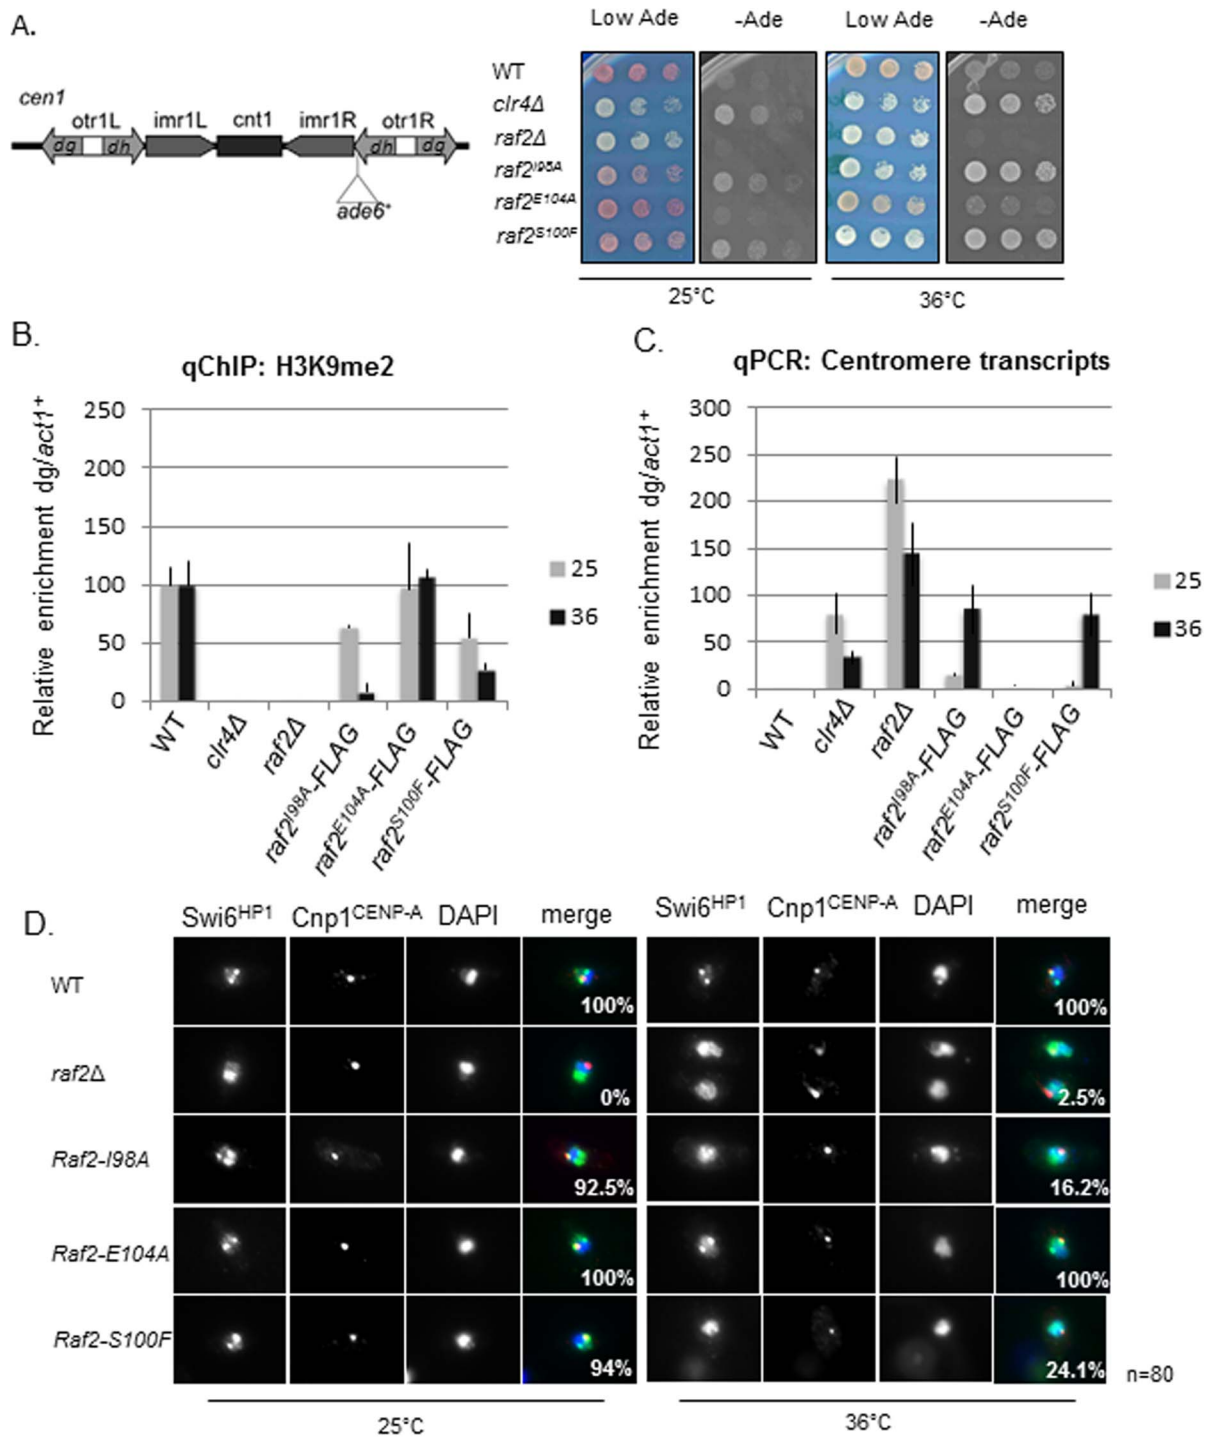 A.
cen1
otr1L imr1L cnt1 imr1R otr1R
dg dh dh dg
ade6⁺
Low Ade -Ade Low Ade -Ade
WT
clr4Δ
raf2Δ
raf2I98A
raf2E104A
raf2S100F
25°C 36°C
B.
qChIP: H3K9me2
Relative enrichment dg/act1⁺
250
200
150
100
50
0
25
36
WT
clr4Δ
raf2Δ
raf2I98A-FLAG
raf2E104A-FLAG
raf2S100F-FLAG
C.
qPCR: Centromere transcripts
Relative enrichment dg/act1⁺
300
250
200
150
100
50
0
25
36
WT
clr4Δ
raf2Δ
raf2I98A-FLAG
raf2E104A-FLAG
raf2S100F-FLAG
D.
Swi6HP1 Cnp1CENP-A DAPI merge Swi6HP1 Cnp1CENP-A DAPI merge
WT
100% 100%
raf2Δ
0% 2.5%
Raf2-I98A
92.5% 16.2%
Raf2-E104A
100% 100%
Raf2-S100F
94% 24.1%
n=80
25°C 36°C